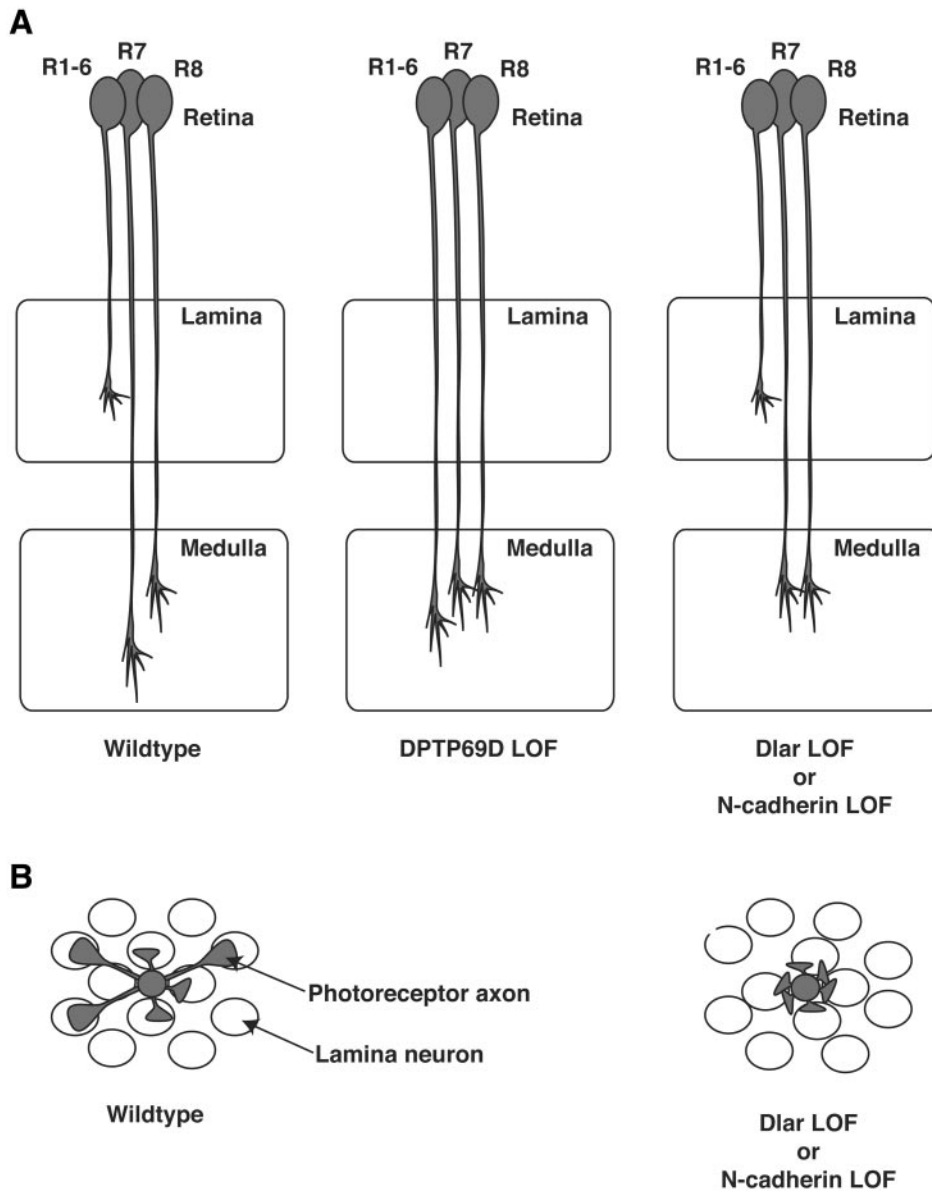 A
R7
R1-6
R8
Retina
Lamina
Medulla
Wildtype
R7
R1-6
R8
Retina
Lamina
Medulla
DPTP69D LOF
R7
R1-6
R8
Retina
Lamina
Medulla
Dlar LOF
or
N-cadherin LOF
B
Photoreceptor axon
Lamina neuron
Wildtype
Dlar LOF
or
N-cadherin LOF